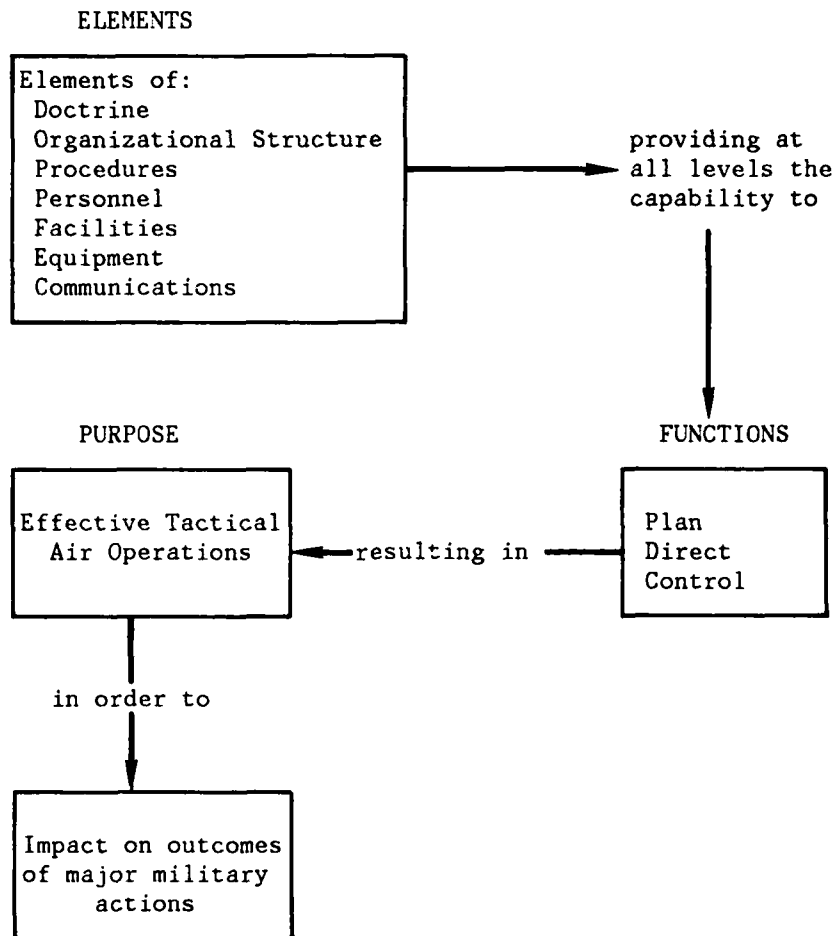 ELEMENTS
Elements of:
Doctrine
Organizational Structure
Procedures
Personnel
Facilities
Equipment
Communications
providing at
all levels the
capability to
FUNCTIONS
Plan
Direct
Control
resulting in
PURPOSE
Effective Tactical
Air Operations
in order to
Impact on outcomes
of major military
actions